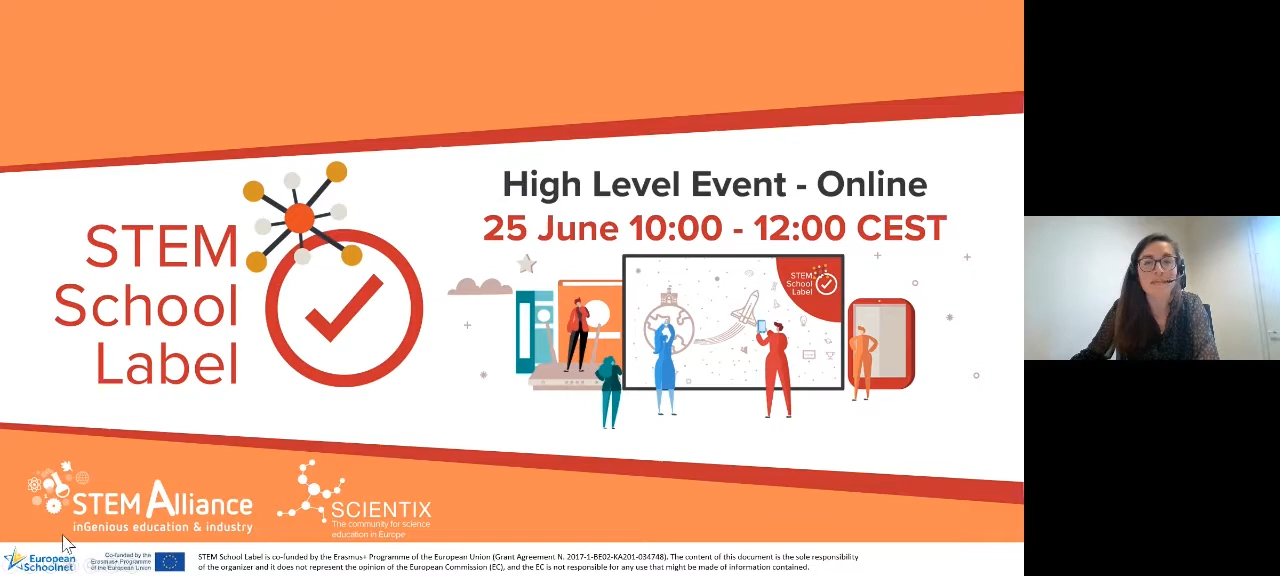 High Level Event - Online
25 June 10:00 - 12:00 CEST
STEM
School
Label
STEM
School
Label
STEM Alliance
inGenious education & industry
SCIENTIX
The community for science
education in Europe
European
Schoolnet
Co-funded by the
Erasmus+ Programme
of the European Union
STEM School Label is co-funded by the Erasmus+ Programme of the European Union (Grant Agreement N. 2017-1-BE02-KA201-034748). The content of this document is the sole responsibility
of the organizer and it does not represent the opinion of the European Commission (EC), and the EC is not responsible for any use that might be made of information contained.